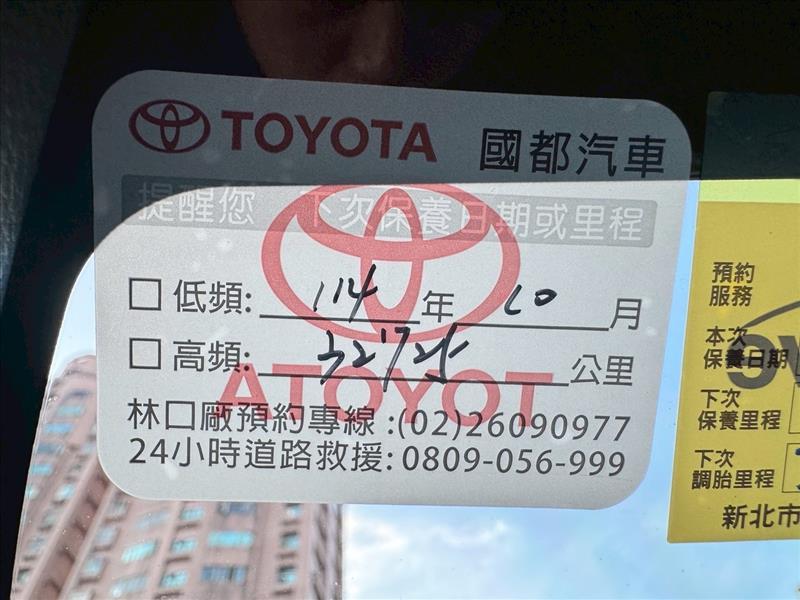 TOYOTA 國都汽車
提醒您 下次保養日期或里程
□ 低頻: 114 年 10 月
□ 高頻: 32725 公里
林口廠預約專線 :(02)26090977
24小時道路救援: 0809-056-999
ATOYOT
預約
服務
本次
保養日期
下次
保養里程
下次
調胎里程
新北市